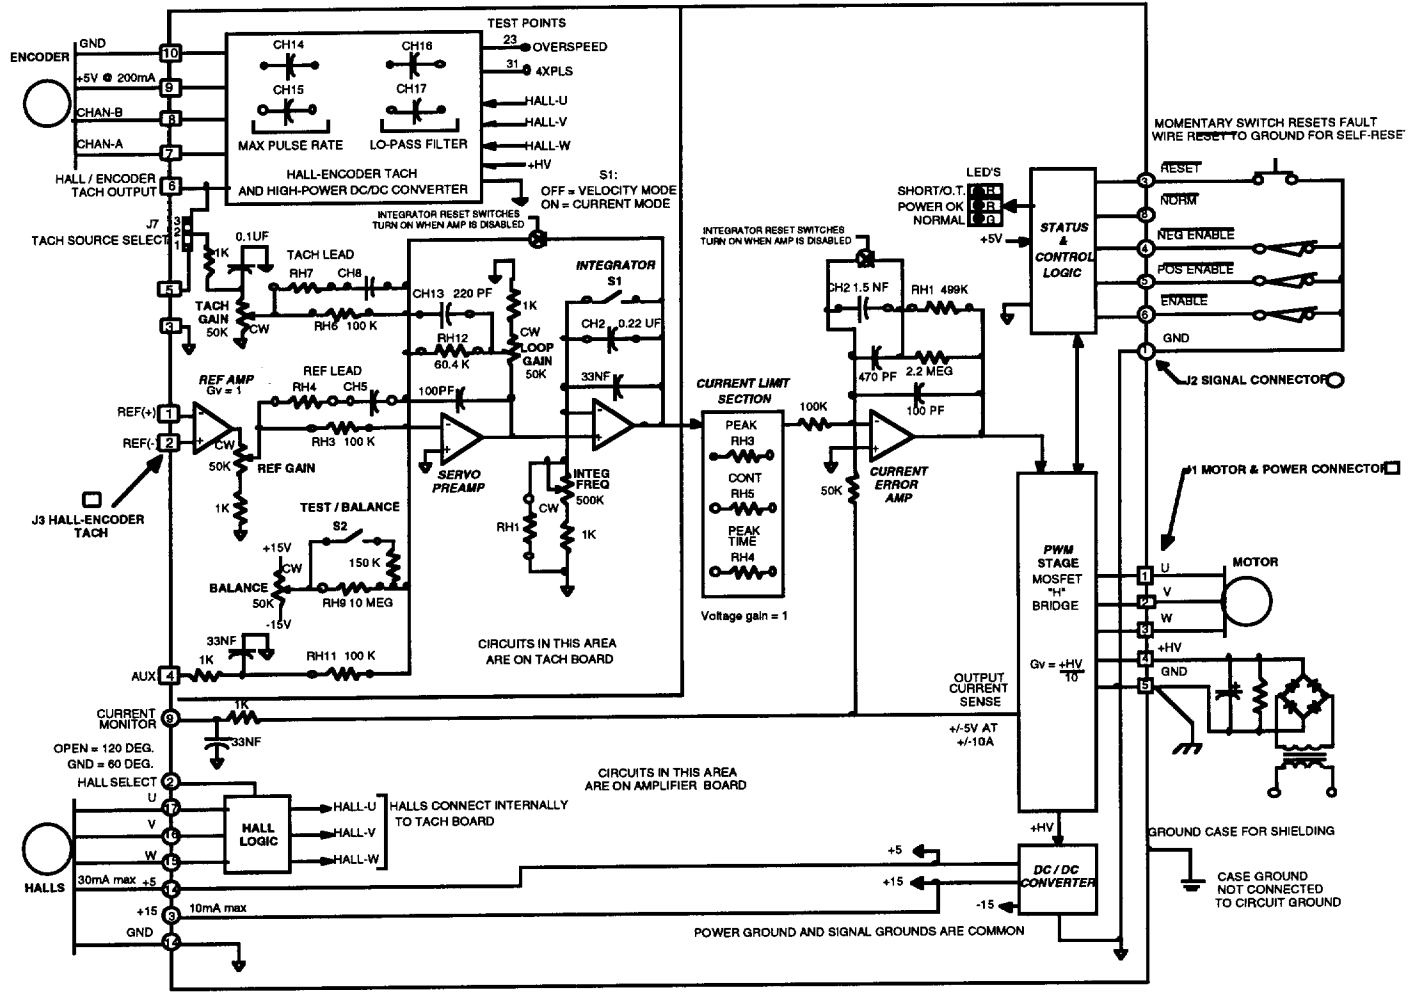 TEST POINTS
ENCODER
GND
10
+5V @ 200mA
9
CHAN-B
8
CHAN-A
7
HALL / ENCODER
TACH OUTPUT
6
CH14
CH16
CH15
CH17
MAX PULSE RATE
LO-PASS FILTER
HALL-ENCODER TACH
AND HIGH-POWER DC/DC CONVERTER
23
OVERSPEED
31
4XPLS
HALL-U
HALL-V
HALL-W
+HV
S1:
OFF = VELOCITY MODE
ON = CURRENT MODE
INTEGRATOR RESET SWITCHES
TURN ON WHEN AMP IS DISABLED
J7
TACH SOURCE SELECT
3
2
1
1K
0.1UF
5
3
TACH
GAIN
50K
CW
TACH LEAD
RH7
CH8
RH6 100 K
CH13 220 PF
RH12
60.4 K
1K
CW
LOOP
GAIN
50K
INTEGRATOR
S1
CH2 0.22 UF
33NF
REF AMP
Gv = 1
REF(+)
1
REF(-)
2
CW
50K
REF GAIN
1K
REF LEAD
RH4
CH5
RH3 100 K
100PF
SERVO
PREAMP
J3 HALL-ENCODER
TACH
INTEG
FREQ
500K
CW
RH1
1K
TEST / BALANCE
S2
150 K
+15V
CW
BALANCE
50K
-15V
RH9 10 MEG
33NF
AUX
4
1K
RH11 100 K
CIRCUITS IN THIS AREA
ARE ON TACH BOARD
CURRENT LIMIT
SECTION
PEAK
RH3
CONT
RH5
PEAK
TIME
RH4
Voltage gain = 1
INTEGRATOR RESET SWITCHES
TURN ON WHEN AMP IS DISABLED
CH2 1.5 NF
RH1 499K
470 PF
2.2 MEG
100 PF
100K
50K
CURRENT
ERROR
AMP
LED'S
SHORT/O.T.
R
POWER OK
R
NORMAL
G
+5V
STATUS
&
CONTROL
LOGIC
MOMENTARY SWITCH RESETS FAULT
WIRE RESET TO GROUND FOR SELF-RESE
3
RESET
8
NORM
4
NEG ENABLE
5
POS ENABLE
6
ENABLE
1
GND
J2 SIGNAL CONNECTOR
J1 MOTOR & POWER CONNECTOR
PWM
STAGE
MOSFET
"H"
BRIDGE
Gv = +HV
10
1
U
2
V
3
W
4
+HV
5
GND
MOTOR
OUTPUT
CURRENT
SENSE
+/-5V AT
+/-10A
CURRENT
MONITOR
9
1K
33NF
OPEN = 120 DEG.
GND = 60 DEG.
HALL SELECT
2
U
17
V
16
W
15
HALLS
30mA max
+5
14
+15
3
10mA max
GND
14
HALL
LOGIC
HALL-U
HALL-V
HALL-W
HALLS CONNECT INTERNALLY
TO TACH BOARD
CIRCUITS IN THIS AREA
ARE ON AMPLIFIER BOARD
+HV
+5
+15
-15
DC / DC
CONVERTER
POWER GROUND AND SIGNAL GROUNDS ARE COMMON
GROUND CASE FOR SHIELDING
CASE GROUND
NOT CONNECTED
TO CIRCUIT GROUND